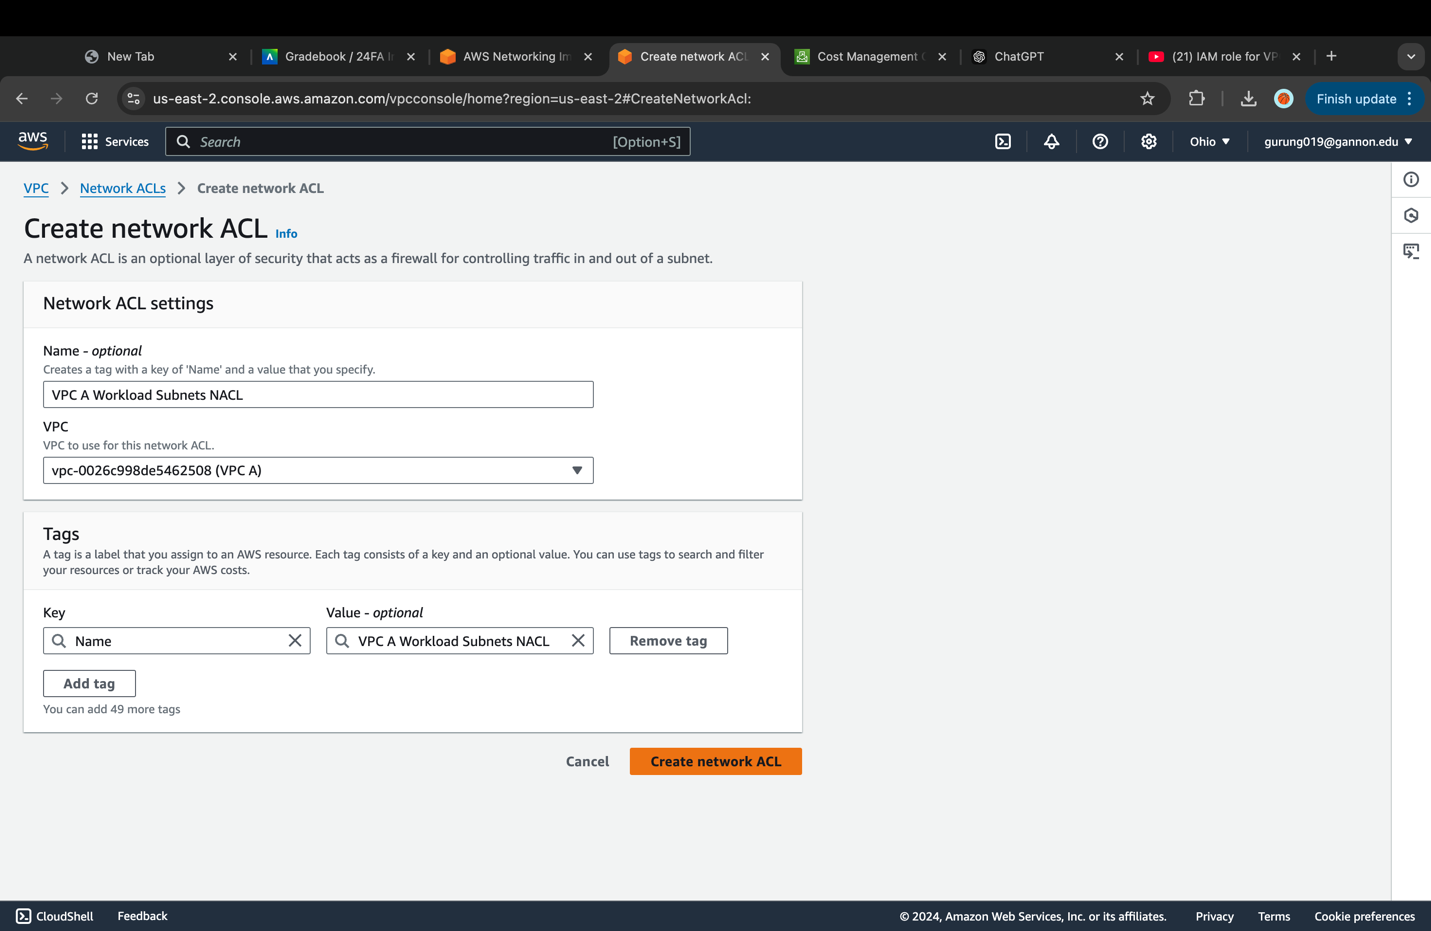 New Tab
Gradebook / 24FA I
AWS Networking Im
Create network ACL
Cost Management C
ChatGPT
(21) IAM role for VP
us-east-2.console.aws.amazon.com/vpcconsole/home?region=us-east-2#CreateNetworkAcl:
Finish update
aws
Services
Search
[Option+S]
Ohio
gurung019@gannon.edu
VPC
Network ACLs
Create network ACL
Create network ACL Info
A network ACL is an optional layer of security that acts as a firewall for controlling traffic in and out of a subnet.
Network ACL settings
Name - optional
Creates a tag with a key of 'Name' and a value that you specify.
VPC A Workload Subnets NACL
VPC
VPC to use for this network ACL.
vpc-0026c998de5462508 (VPC A)
Tags
A tag is a label that you assign to an AWS resource. Each tag consists of a key and an optional value. You can use tags to search and filter
your resources or track your AWS costs.
Key
Value - optional
Name
VPC A Workload Subnets NACL
Remove tag
Add tag
You can add 49 more tags
Cancel
Create network ACL
CloudShell
Feedback
© 2024, Amazon Web Services, Inc. or its affiliates.
Privacy
Terms
Cookie preferences